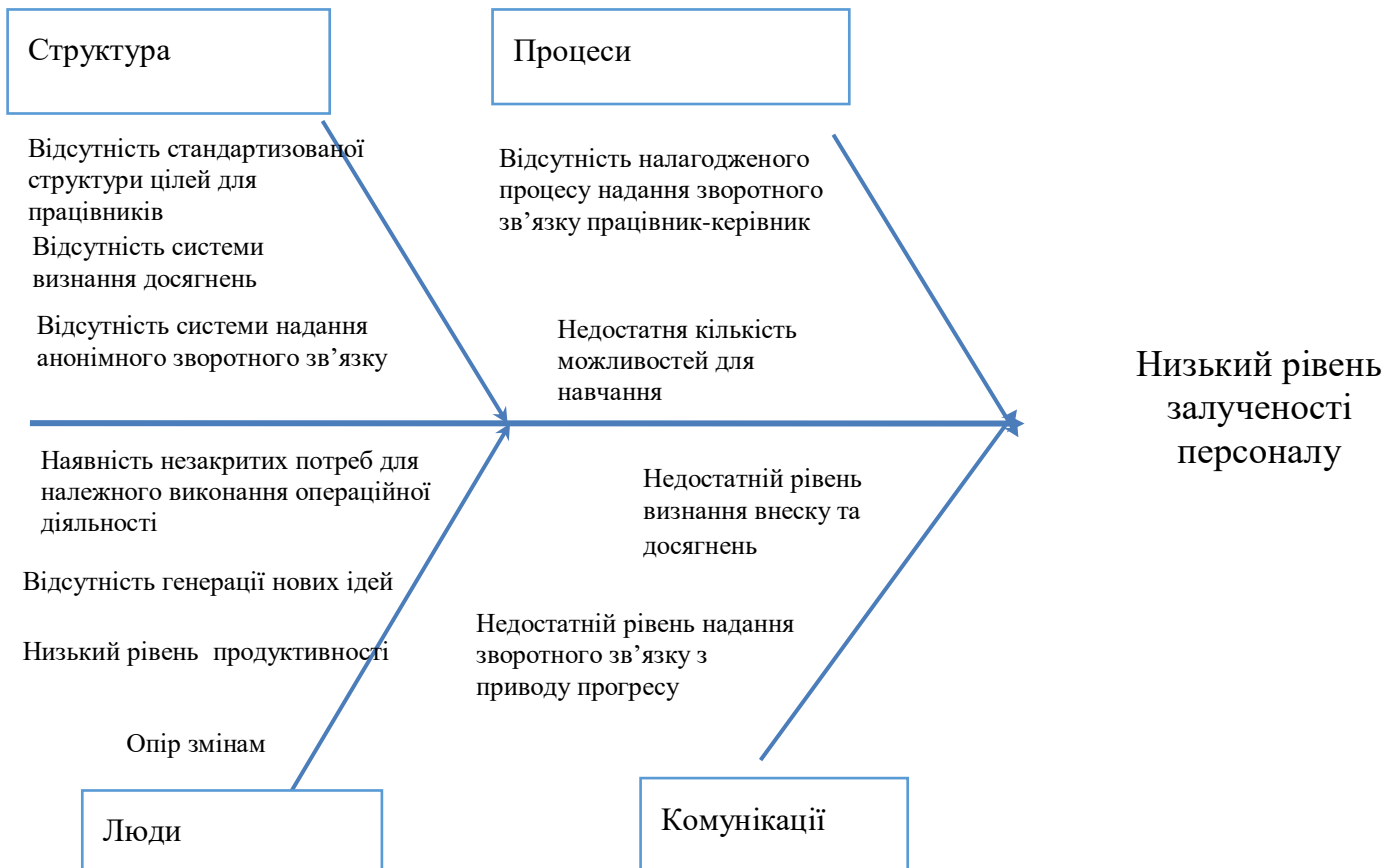 Структура
Процеси
Відсутність стандартизованої
структури цілей для
працівників
Відсутність системи
визнання досягнень
Відсутність системи надання
анонімного зворотного зв’язку
Відсутність налагодженого
процесу надання зворотного
зв’язку працівник-керівник
Недостатня кількість
можливостей для
навчання
Низький рівень
залученості
персоналу
Наявність незакритих потреб для
належного виконання операційної
діяльності
Відсутність генерації нових ідей
Низький рівень  продуктивності
Опір змінам
Недостатній рівень
визнання внеску та
досягнень
Недостатній рівень надання
зворотного зв’язку з
приводу прогресу
Люди
Комунікації